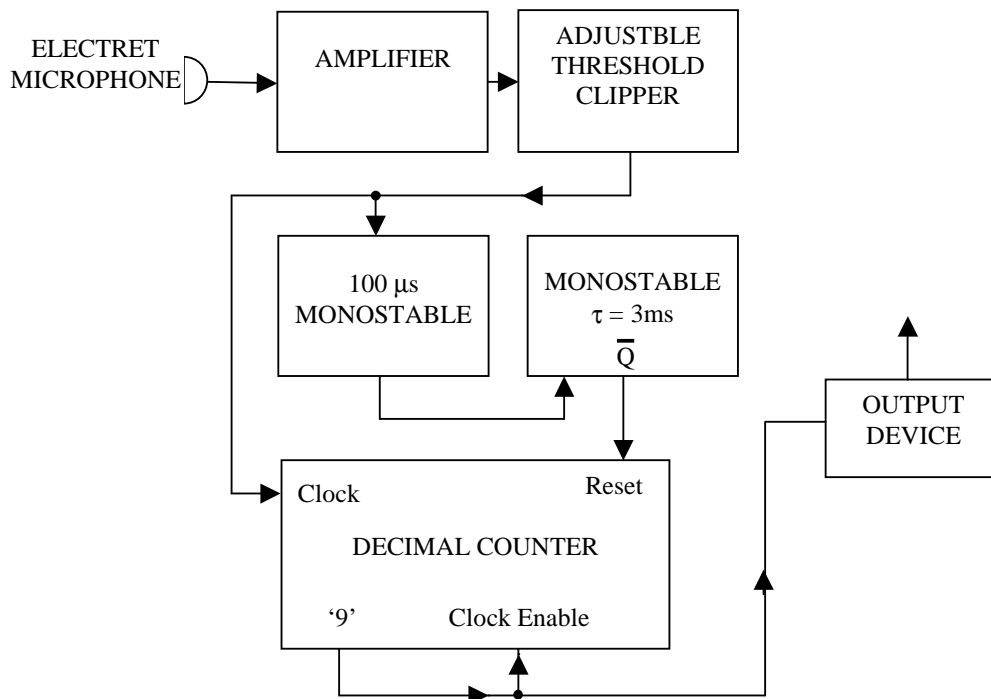 ELECTRET
MICROPHONE
AMPLIFIER
ADJUSTBLE
THRESHOLD
CLIPPER
100 μs
MONOSTABLE
MONOSTABLE
τ = 3ms
Q̅
OUTPUT
DEVICE
Clock
Reset
DECIMAL COUNTER
‘9’
Clock Enable